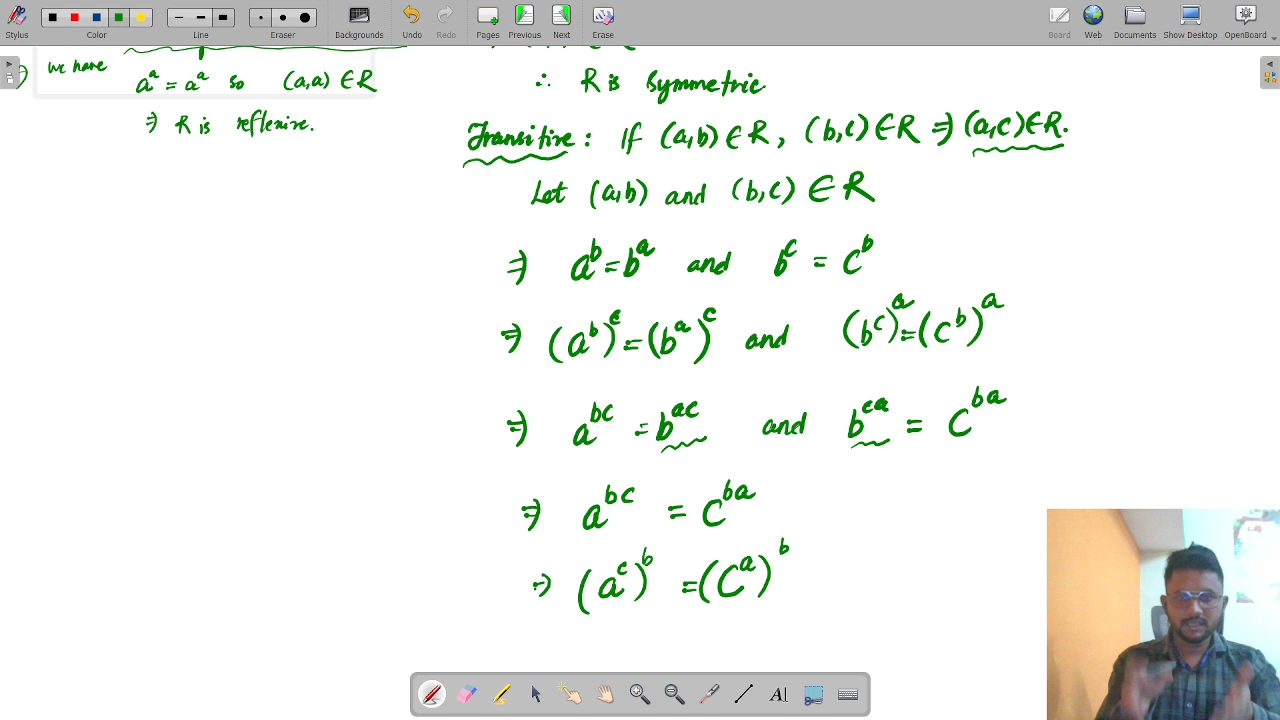 Stylus Color Line Eraser Backgrounds Undo Redo Pages Previous Next Erase Board Web Documents Show Desktop OpenBoard
we have
a^a = a^a so (a,a) ∈ R
⇒ R is reflexive.
∴ R is symmetric
Transitive : If (a,b) ∈ R, (b,c) ∈ R ⇒ (a,c) ∈ R.
Let (a,b) and (b,c) ∈ R
⇒ a^b = b^a and b^c = c^b
⇒ (a^b)^c = (b^a)^c and (b^c)^a = (c^b)^a
⇒ a^bc = b^ac and b^ca = c^ba
⇒ a^bc = c^ba
⇒ (a^c)^b = (c^a)^b
AI